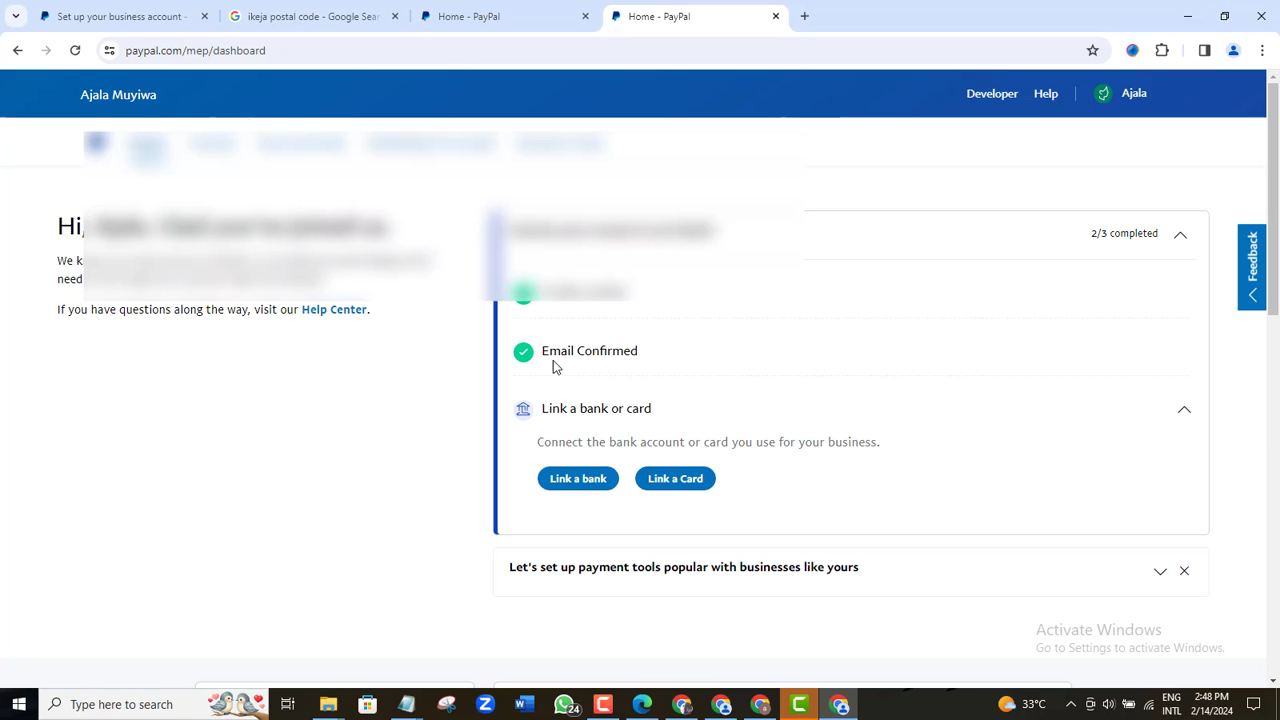 Set up your business account -
ikeja postal code - Google Sear
Home - PayPal
Home - PayPal
paypal.com/mep/dashboard
Ajala Muyiwa
Developer
Help
Ajala
Hi,
2/3 completed
Feedback
We k
need
If you have questions along the way, visit our Help Center.
Email Confirmed
Link a bank or card
Connect the bank account or card you use for your business.
Link a bank
Link a Card
Let's set up payment tools popular with businesses like yours
Activate Windows
Go to Settings to activate Windows.
Type here to search
24
33°C
ENG
INTL
2:48 PM
2/14/2024